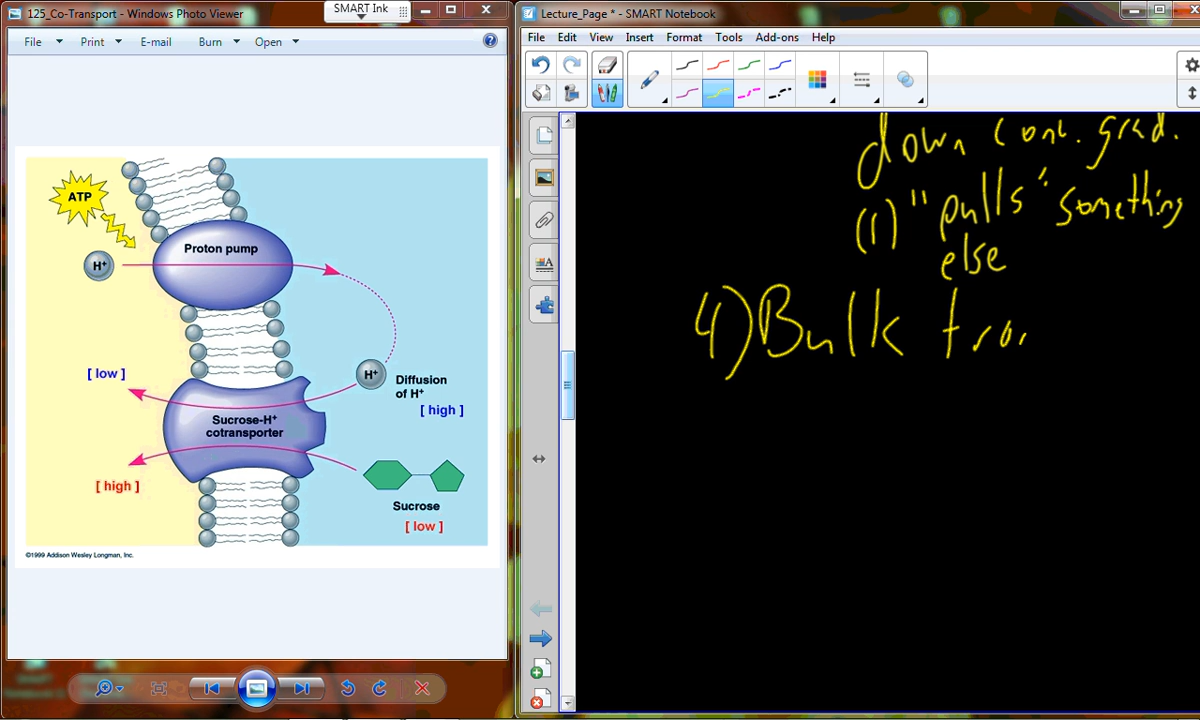 125_Co-Transport - Windows Photo Viewer
SMART Ink
File Print E-mail Burn Open
ATP
Proton pump
H+
[ low ]
H+
Diffusion
of H+
[ high ]
Sucrose-H+
cotransporter
[ high ]
Sucrose
[ low ]
©1999 Addison Wesley Longman, Inc.
Lecture_Page * - SMART Notebook
File Edit View Insert Format Tools Add-ons Help
down conc. grad.
(1) "pulls" something
else
4) Bulk tra